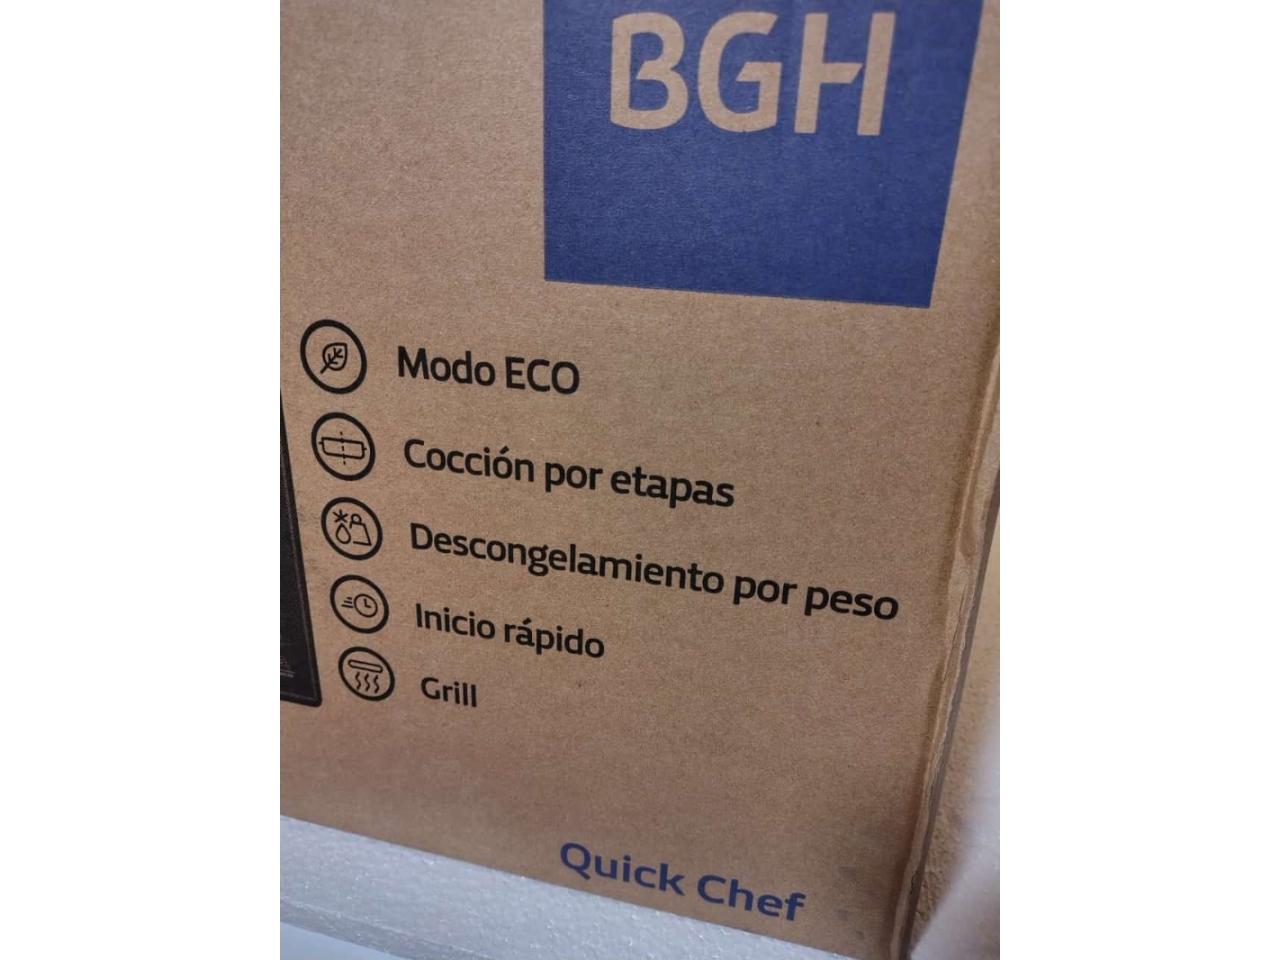 BGH
Modo ECO
Cocción por etapas
Descongelamiento por peso
Inicio rápido
Grill
Quick Chef